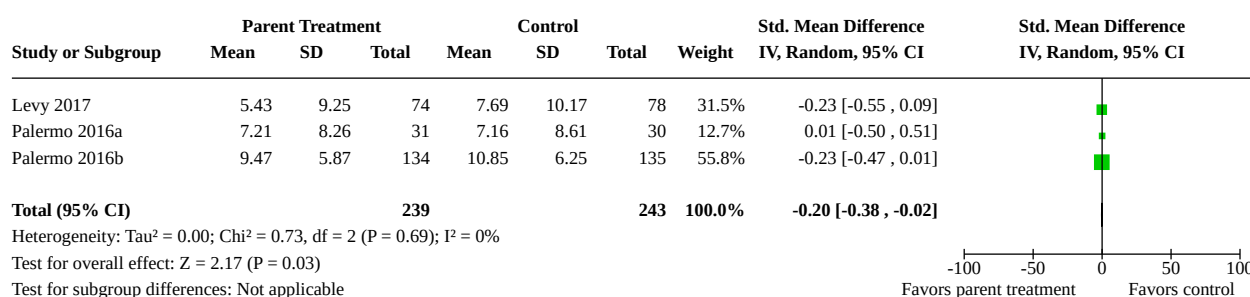 Parent Treatment Control Std. Mean Difference Std. Mean Difference
Study or Subgroup Mean SD Total Mean SD Total Weight IV, Random, 95% CI IV, Random, 95% CI
Levy 2017 5.43 9.25 74 7.69 10.17 78 31.5% -0.23 [-0.55 , 0.09]
Palermo 2016a 7.21 8.26 31 7.16 8.61 30 12.7% 0.01 [-0.50 , 0.51]
Palermo 2016b 9.47 5.87 134 10.85 6.25 135 55.8% -0.23 [-0.47 , 0.01]
Total (95% CI) 239 243 100.0% -0.20 [-0.38 , -0.02]
Heterogeneity: Tau² = 0.00; Chi² = 0.73, df = 2 (P = 0.69); I² = 0%
Test for overall effect: Z = 2.17 (P = 0.03)
-100 -50 0 50 100
Test for subgroup differences: Not applicable Favors parent treatment Favors control